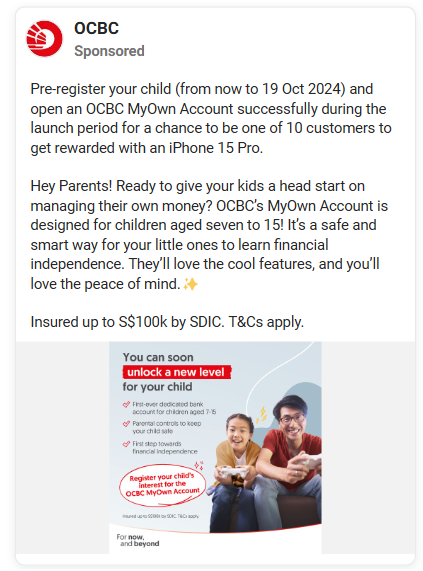 OCBC
Sponsored
Pre-register your child (from now to 19 Oct 2024) and
open an OCBC MyOwn Account successfully during the
launch period for a chance to be one of 10 customers to
get rewarded with an iPhone 15 Pro.
Hey Parents! Ready to give your kids a head start on
managing their own money? OCBC’s MyOwn Account is
designed for children aged seven to 15! It’s a safe and
smart way for your little ones to learn financial
independence. They’ll love the cool features, and you’ll
love the peace of mind.✨
Insured up to S$100k by SDIC. T&Cs apply.
You can soon
unlock a new level
for your child
First-ever dedicated bank
account for children aged 7-15
Parental controls to keep
your child safe
First step towards
financial independence
Register your child's
interest for the
OCBC MyOwn Account
Insured up to S$100k by SDIC. T&Cs apply.
For now,
and beyond